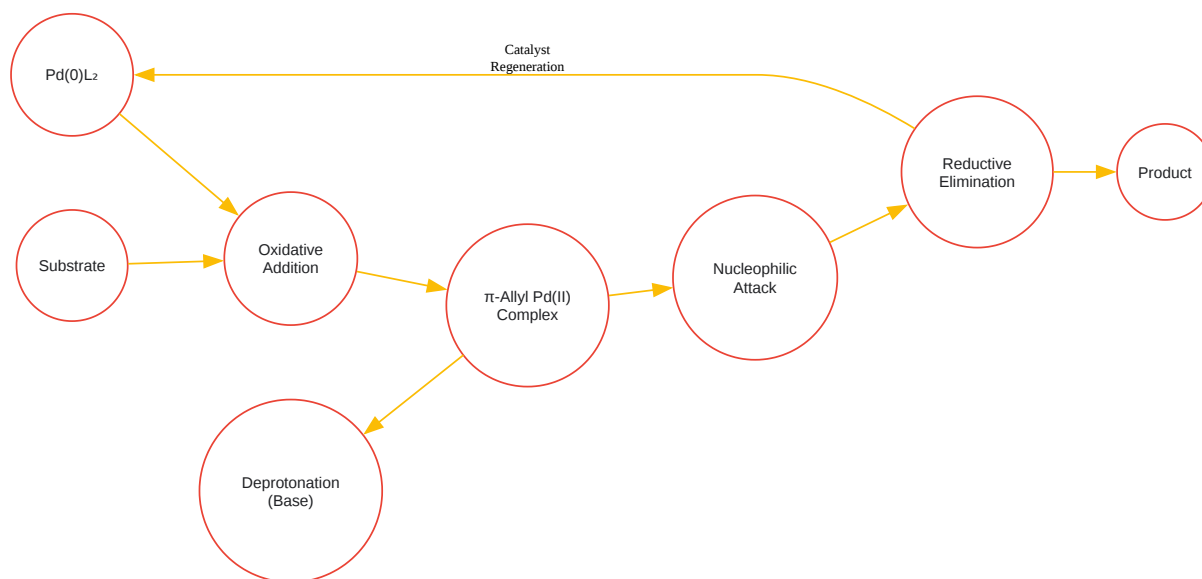 Pd(0)L₂
Catalyst
Regeneration
Reductive
Elimination
Product
Substrate
Oxidative
Addition
π-Allyl Pd(II)
Complex
Nucleophilic
Attack
Deprotonation
(Base)